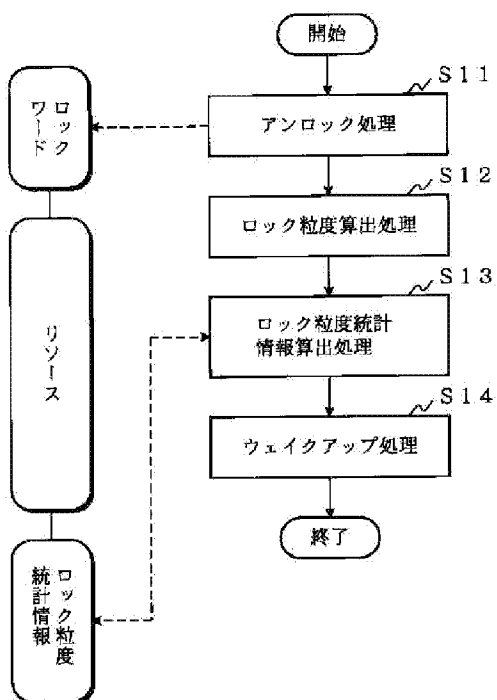 開始
S11
アンロック処理
S12
ロック粒度算出処理
S13
ロック粒度統計
情報算出処理
S14
ウェイクアップ処理
終了
ロック
ワード
リソース
ロック粒度
統計情報